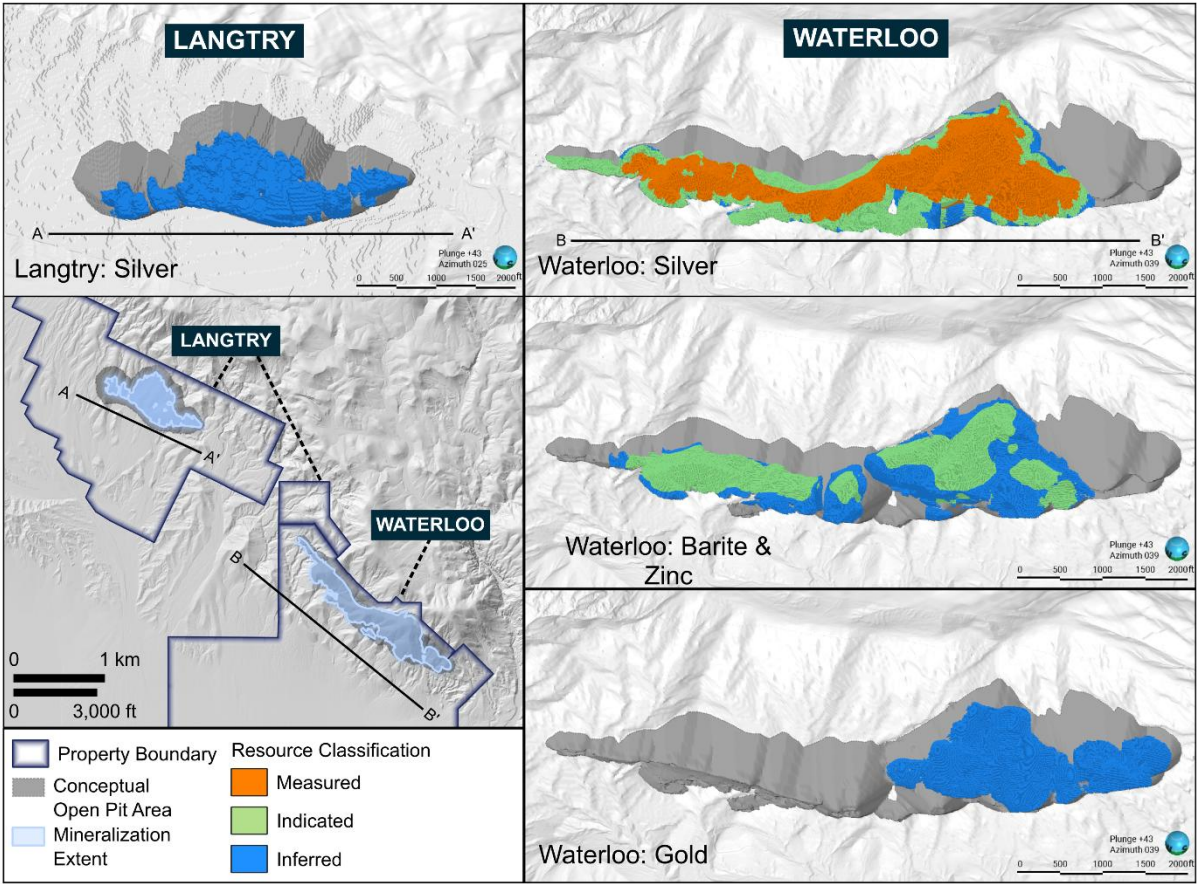 LANGTRY
A
A'
Langtry: Silver
Plunge +43
Azimuth 025
0 500 1000 1500 2000ft
WATERLOO
B
B'
Waterloo: Silver
Plunge +43
Azimuth 039
0 500 1000 1500 2000ft
LANGTRY
A
A'
WATERLOO
B
B'
0 1 km
0 3,000 ft
Waterloo: Barite &
Zinc
Plunge +43
Azimuth 039
0 500 1000 1500 2000ft
Waterloo: Gold
Plunge +43
Azimuth 039
0 500 1000 1500 2000ft
Property Boundary
Conceptual
Open Pit Area
Mineralization
Extent
Resource Classification
Measured
Indicated
Inferred